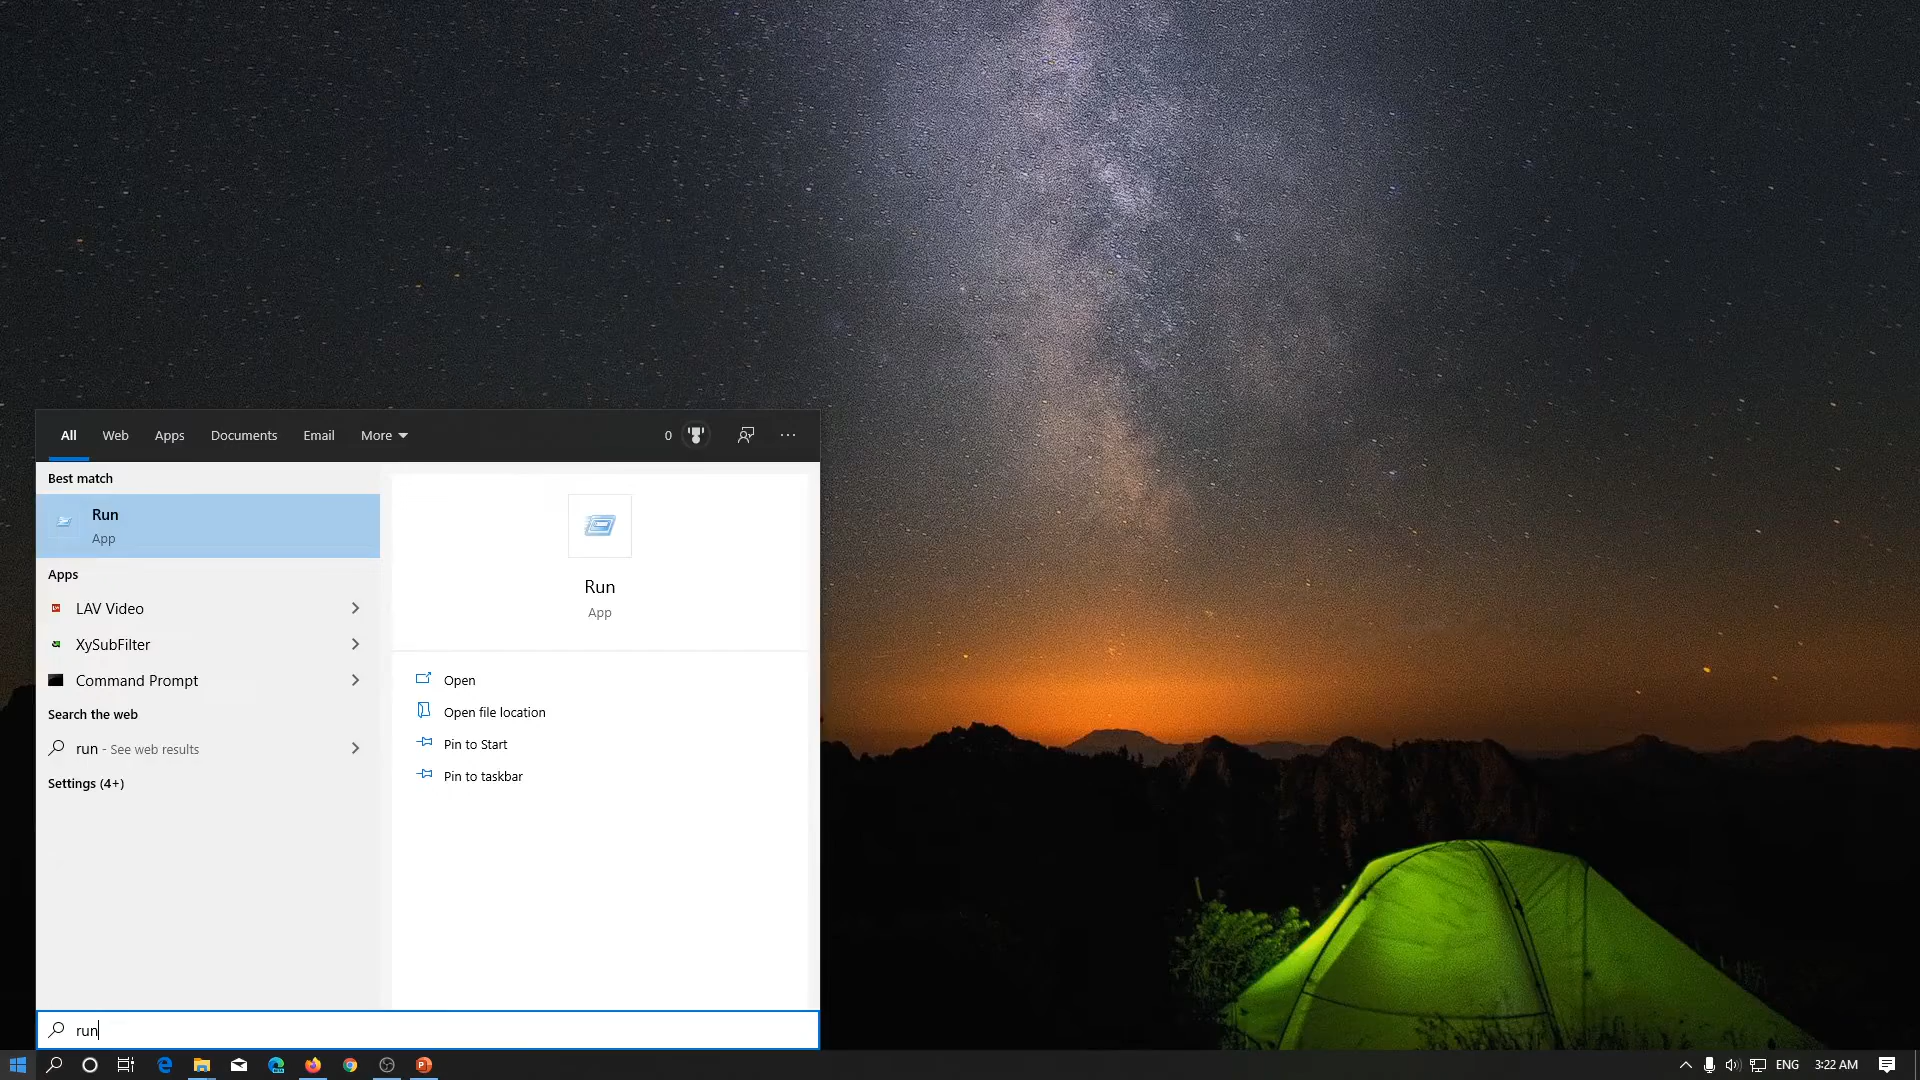 All Web Apps Documents Email More 0
Best match
Run
App
Apps
LAV Video
XySubFilter
Command Prompt
Search the web
run - See web results
Settings (4+)
Run
App
Open
Open file location
Pin to Start
Pin to taskbar
run
ENG 3:22 AM